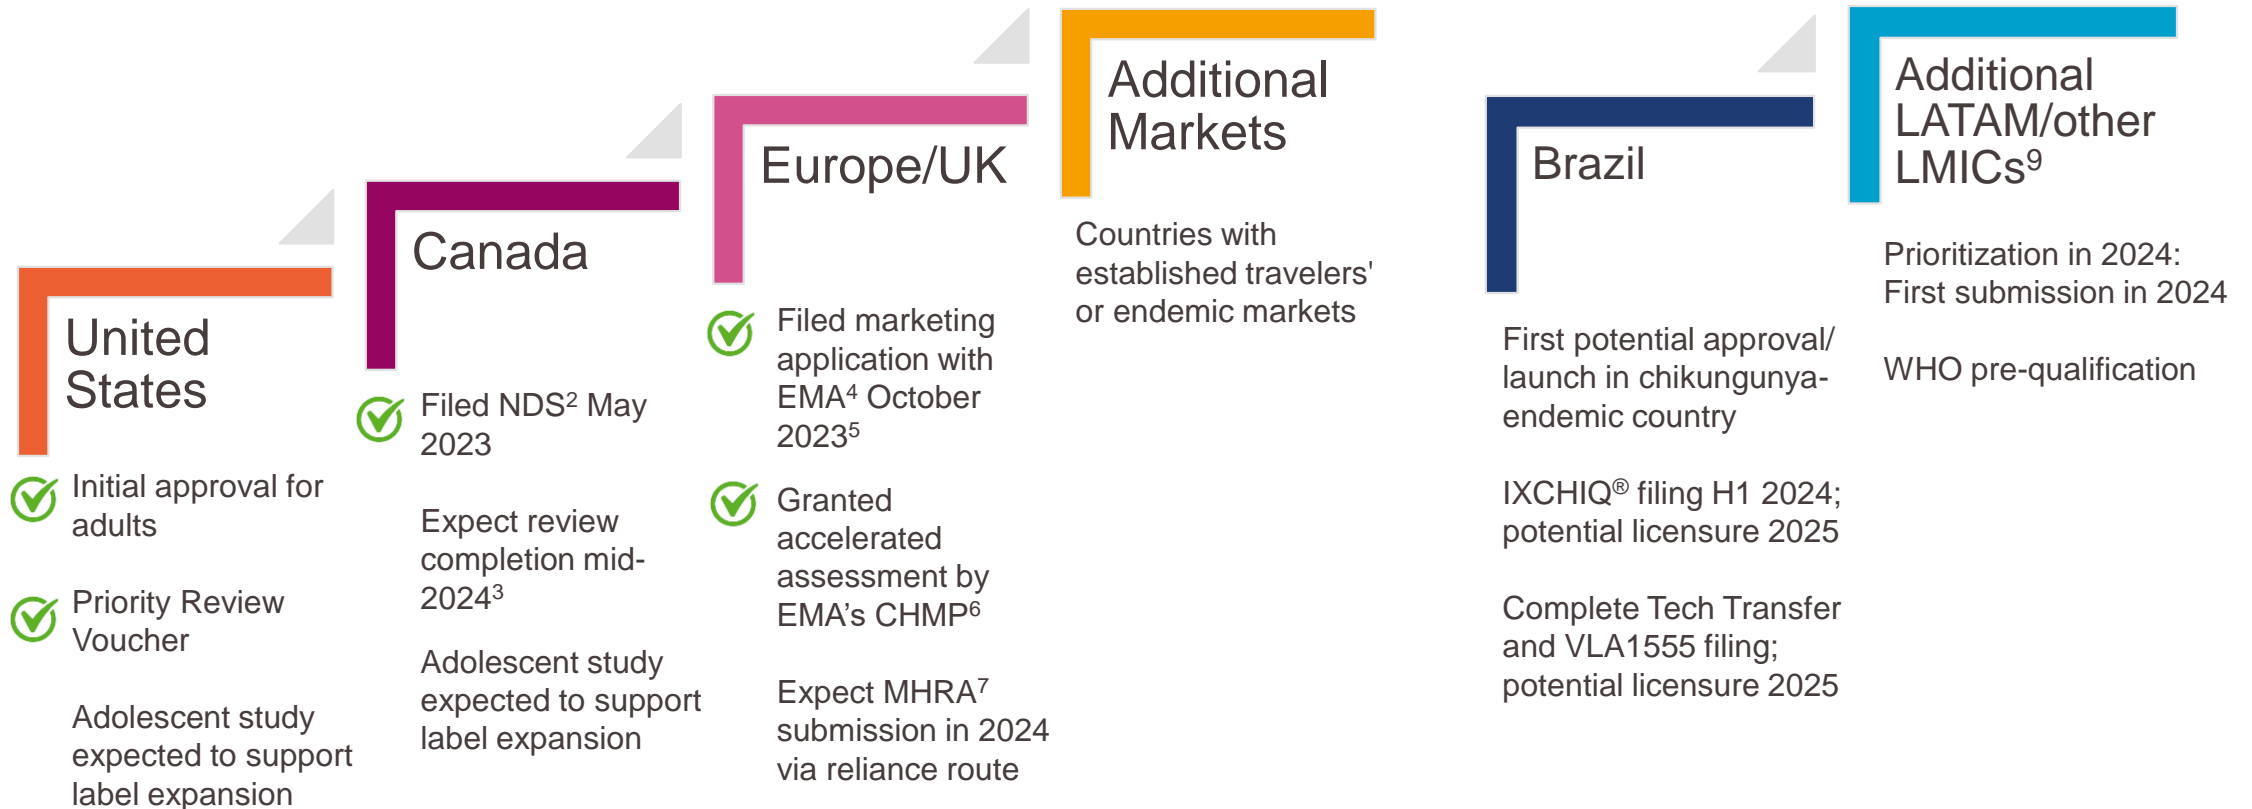 United
States
Initial approval for
adults
Priority Review
Voucher
Adolescent study
expected to support
label expansion
Canada
Filed NDS² May
2023
Expect review
completion mid-
2024³
Adolescent study
expected to support
label expansion
Europe/UK
Filed marketing
application with
EMA⁴ October
2023⁵
Granted
accelerated
assessment by
EMA’s CHMP⁶
Expect MHRA⁷
submission in 2024
via reliance route
Additional
Markets
Countries with
established travelers'
or endemic markets
Brazil
First potential approval/
launch in chikungunya-
endemic country
IXCHIQ® filing H1 2024;
potential licensure 2025
Complete Tech Transfer
and VLA1555 filing;
potential licensure 2025
Additional
LATAM/other
LMICs⁹
Prioritization in 2024:
First submission in 2024
WHO pre-qualification